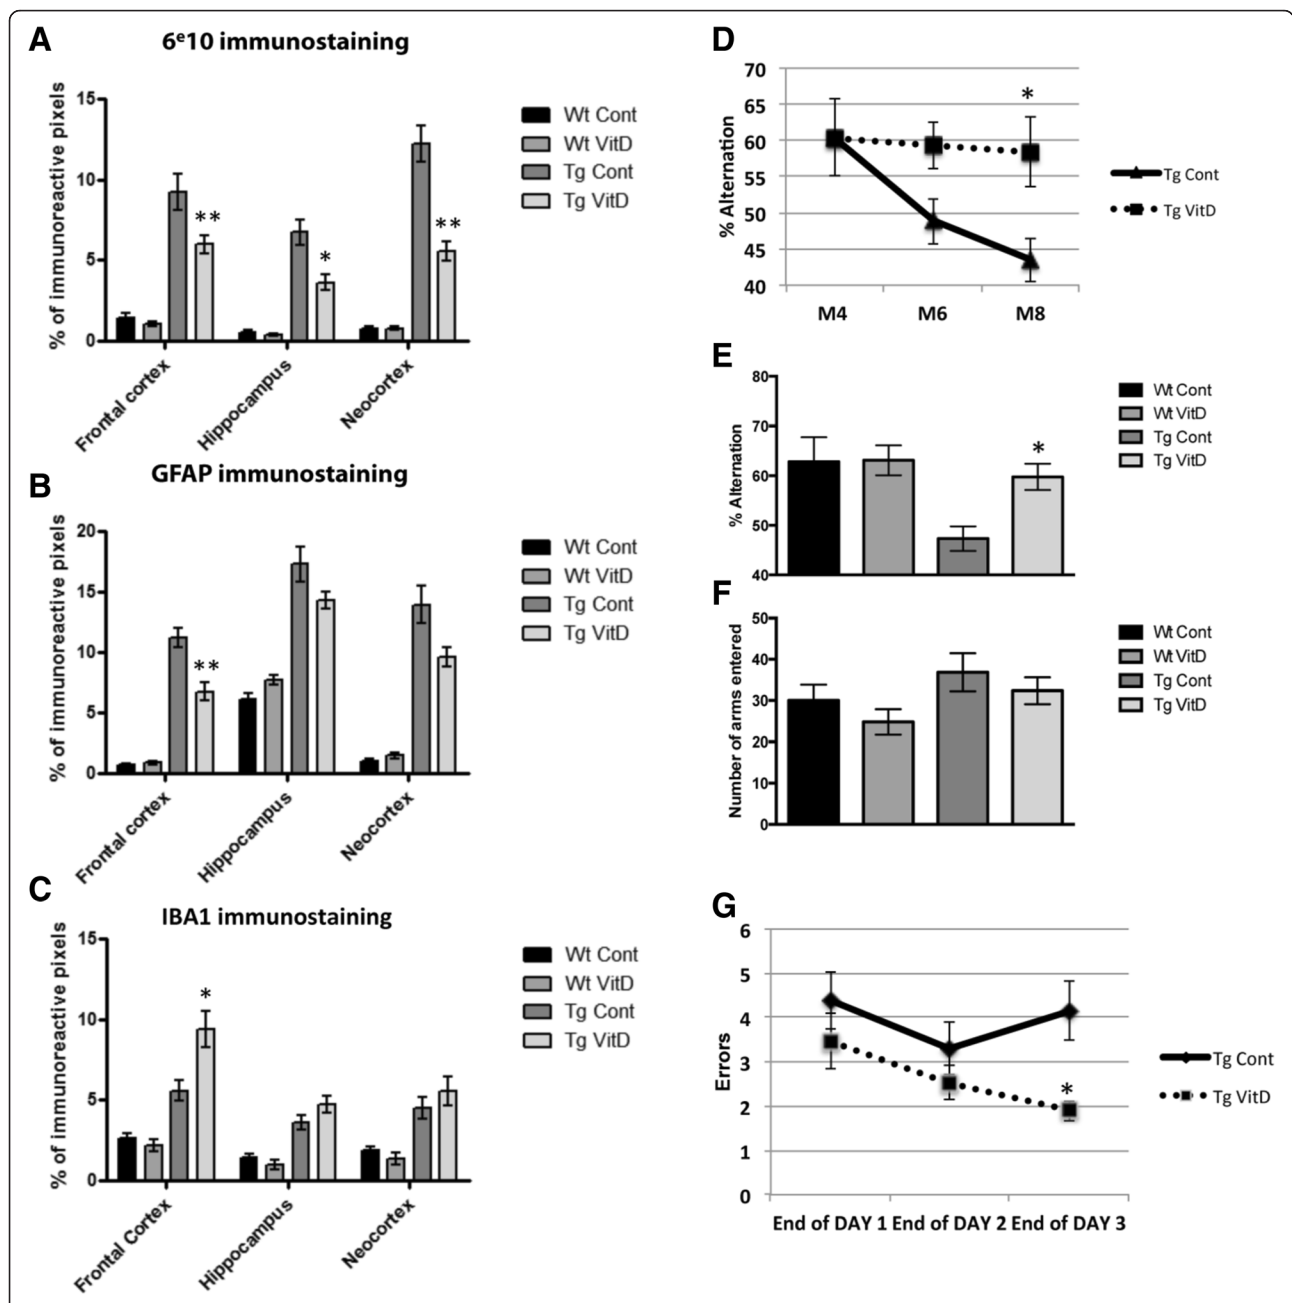 A
6e10 immunostaining
% of immunoreactive pixels
15
10
5
0
**
*
**
Frontal cortex
Hippocampus
Neocortex
Wt Cont
Wt VitD
Tg Cont
Tg VitD
B
GFAP immunostaining
% of immunoreactive pixels
20
15
10
5
0
**
Frontal cortex
Hippocampus
Neocortex
Wt Cont
Wt VitD
Tg Cont
Tg VitD
C
IBA1 immunostaining
% of immunoreactive pixels
15
10
5
0
*
Frontal Cortex
Hippocampus
Neocortex
Wt Cont
Wt VitD
Tg Cont
Tg VitD
D
% Alternation
70
65
60
55
50
45
40
*
M4 M6 M8
Tg Cont
Tg VitD
E
% Alternation
80
70
60
50
40
*
Wt Cont
Wt VitD
Tg Cont
Tg VitD
F
Number of arms entered
50
40
30
20
10
0
Wt Cont
Wt VitD
Tg Cont
Tg VitD
G
Errors
6
5
4
3
2
1
0
*
End of DAY 1 End of DAY 2 End of DAY 3
Tg Cont
Tg VitD